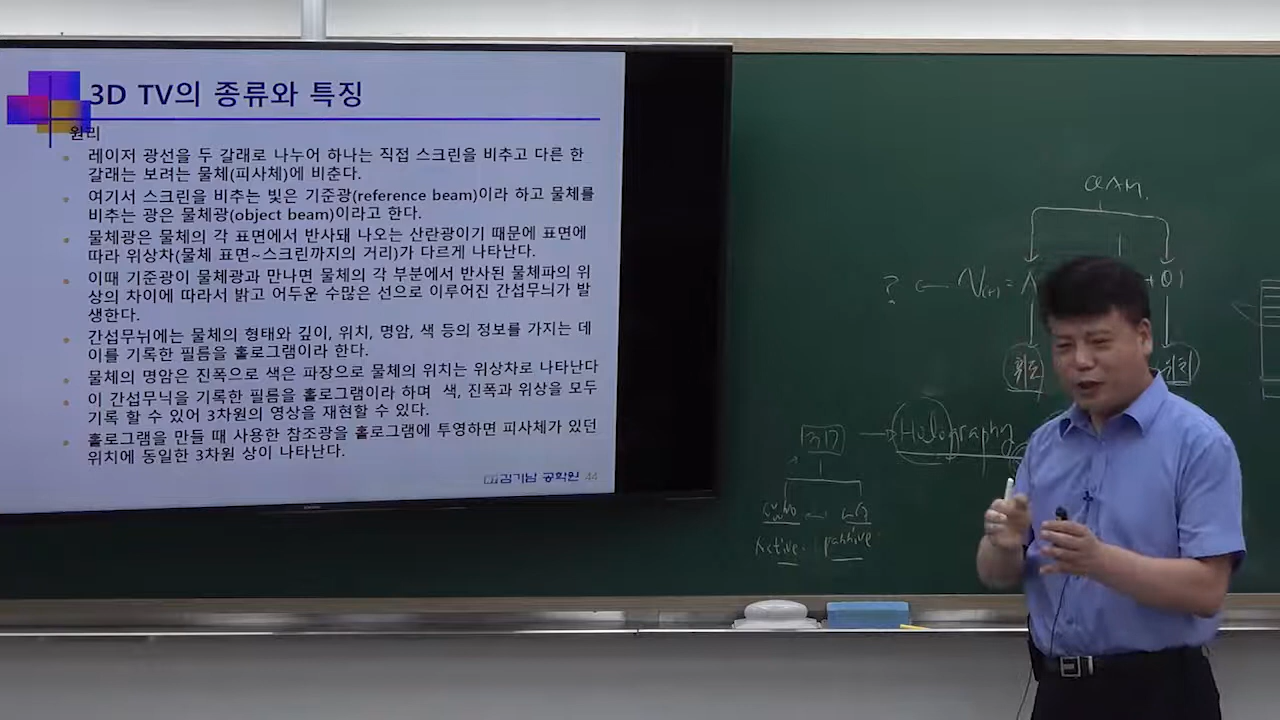 3D TV의 종류와 특징
원리
레이저 광선을 두 갈래로 나누어 하나는 직접 스크린을 비추고 다른 한
갈래는 보려는 물체(피사체)에 비춘다.
여기서 스크린을 비추는 빛은 기준광(reference beam)이라 하고 물체를
비추는 광은 물체광(object beam)이라고 한다.
물체광은 물체의 각 표면에서 반사돼 나오는 산란광이기 때문에 표면에
따라 위상차(물체 표면~스크린까지의 거리)가 다르게 나타난다.
이때 기준광이 물체광과 만나면 물체의 각 부분에서 반사된 물체파의 위
상의 차이에 따라서 밝고 어두운 수많은 선으로 이루어진 간섭무늬가 발
생한다.
간섭무뉘에는 물체의 형태와 깊이, 위치, 명암, 색 등의 정보를 가지는 데
이를 기록한 필름을 홀로그램이라 한다.
물체의 명암은 진폭으로 색은 파장으로 물체의 위치는 위상차로 나타난다
이 간섭무늭을 기록한 필름을 홀로그램이라 하며 색, 진폭과 위상을 모두
기록 할 수 있어 3차원의 영상을 재현할 수 있다.
홀로그램을 만들 때 사용한 참조광을 홀로그램에 투영하면 피사체가 있던
위치에 동일한 3차원 상이 나타난다.
김기남 공학원 44
QAM.
?
3D
Holography
Active
passive